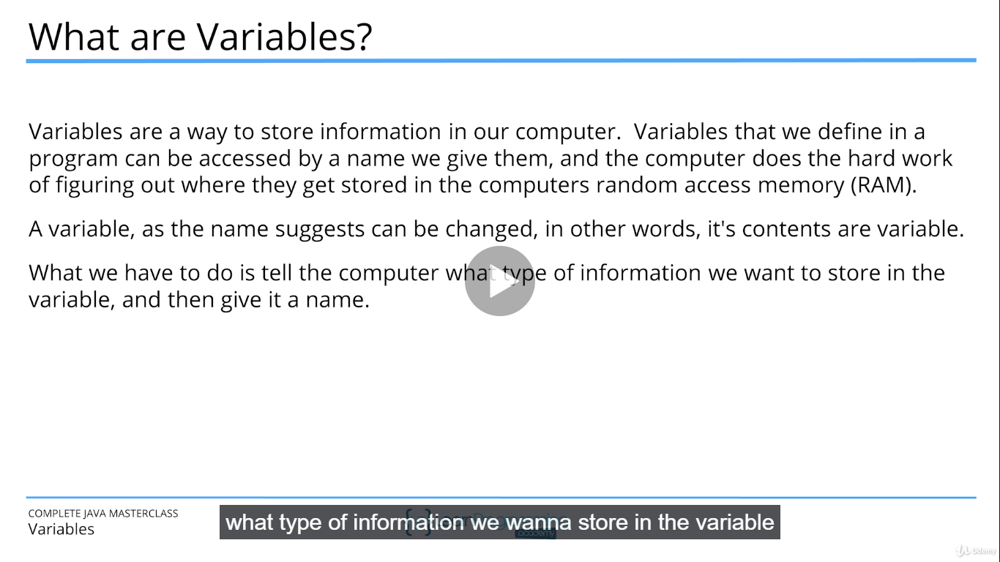 What are Variables?
Variables are a way to store information in our computer.  Variables that we define in a
program can be accessed by a name we give them, and the computer does the hard work
of figuring out where they get stored in the computers random access memory (RAM).
A variable, as the name suggests can be changed, in other words, it's contents are variable.
What we have to do is tell the computer what type of information we want to store in the
variable, and then give it a name.
COMPLETE JAVA MASTERCLASS
Variables
what type of information we wanna store in the variable
academy
Udemy